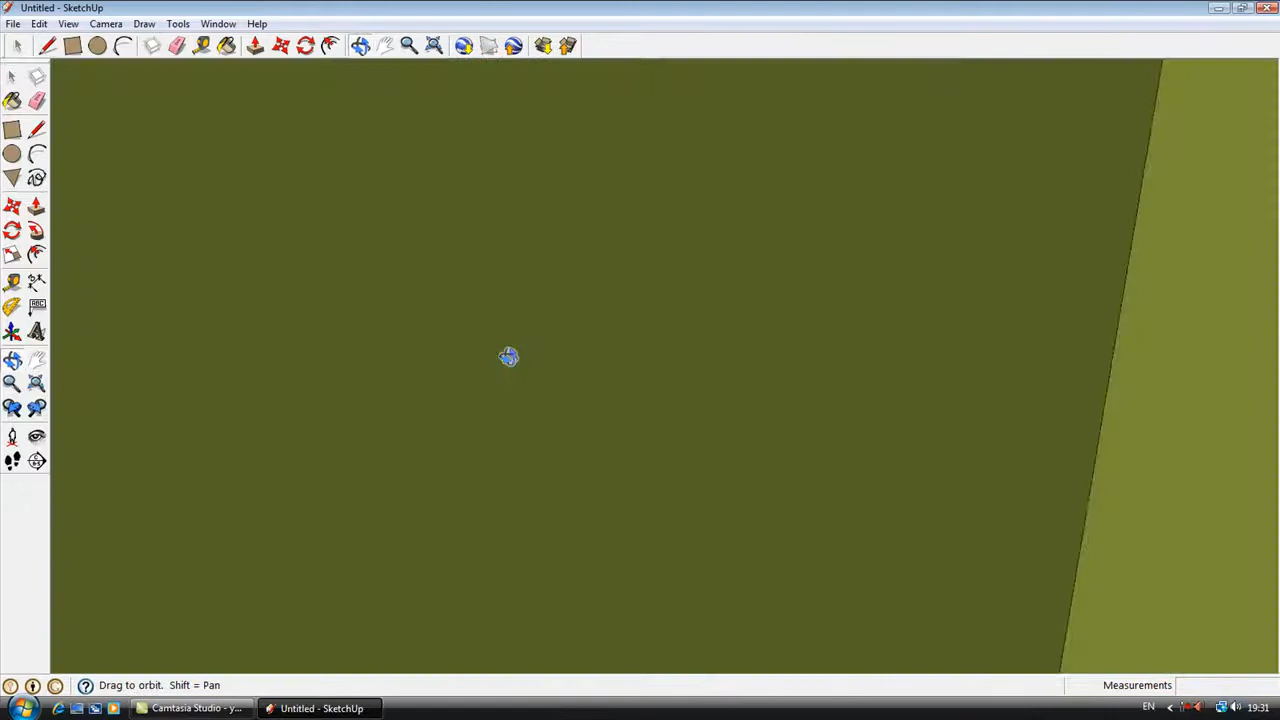 Untitled - SketchUp
File Edit View Camera Draw Tools Window Help
ABC
Drag to orbit. Shift = Pan
Measurements
Camtasia Studio - y...
Untitled - SketchUp
EN
19:31